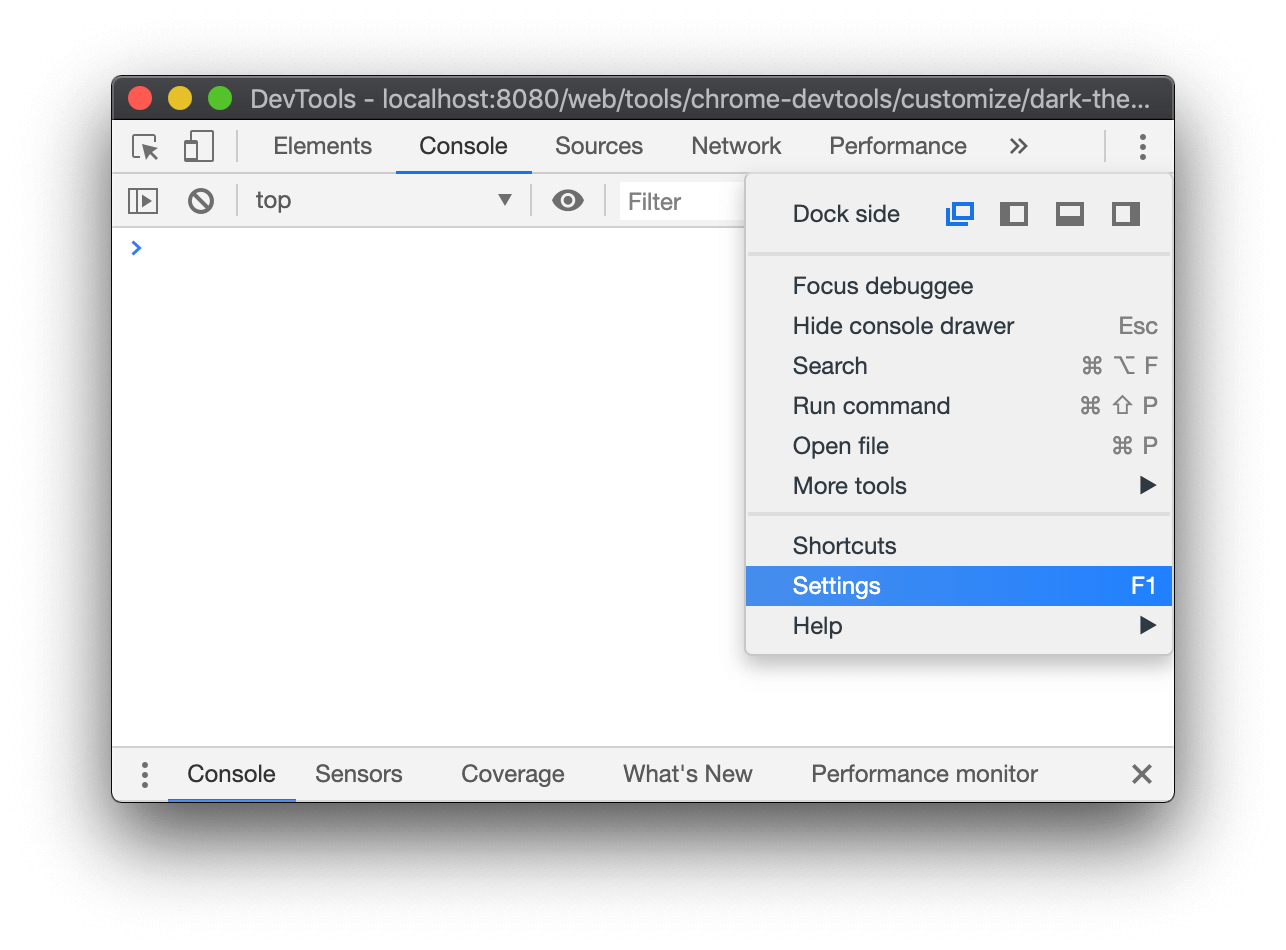 DevTools - localhost:8080/web/tools/chrome-devtools/customize/dark-the...
Elements Console Sources Network Performance »
top ▼ Filter
>
Dock side
Focus debuggee
Hide console drawer Esc
Search ⌘ ⌥ F
Run command ⌘ ⇧ P
Open file ⌘ P
More tools ▶
Shortcuts
Settings F1
Help ▶
Console Sensors Coverage What's New Performance monitor